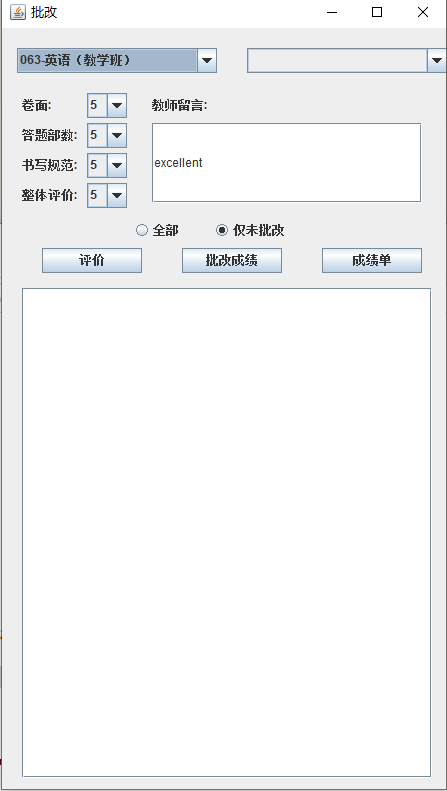 批改
063-英语（教学班）
卷面: 5 教师留言:
答题部数: 5
书写规范: 5 excellent
整体评价: 5
全部 仅未批改
评价 批改成绩 成绩单